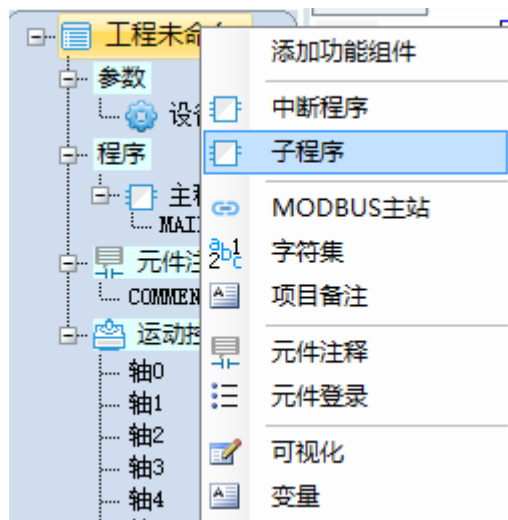 工程未命
添加功能组件
参数
设
中断程序
程序
子程序
主
MAI
MODBUS主站
元件注
字符集
COMMEN
项目备注
运动控
元件注释
轴0
轴1
元件登录
轴2
可视化
轴3
轴4
变量